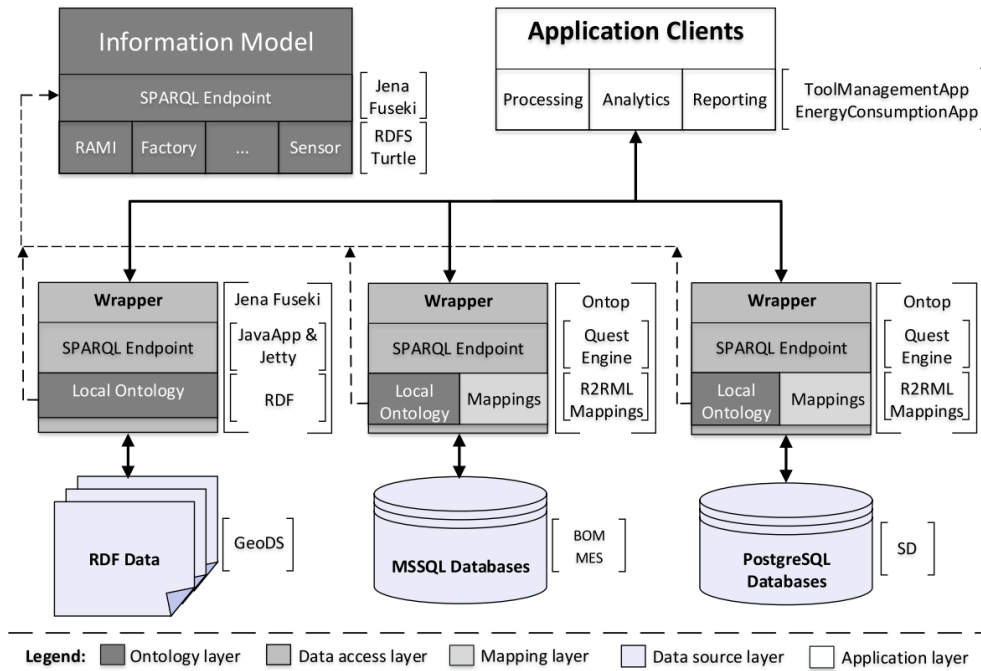 Information Model
SPARQL Endpoint
Jena
Fuseki
RAMI
Factory
...
Sensor
RDFS
Turtle
Application Clients
Processing
Analytics
Reporting
ToolManagementApp
EnergyConsumptionApp
Wrapper
SPARQL Endpoint
Local Ontology
Jena Fuseki
JavaApp &
Jetty
RDF
Wrapper
SPARQL Endpoint
Local
Ontology
Mappings
Ontop
Quest
Engine
R2RML
Mappings
Wrapper
SPARQL Endpoint
Local
Ontology
Mappings
Ontop
Quest
Engine
R2RML
Mappings
RDF Data
GeoDS
MSSQL Databases
BOM
MES
PostgreSQL
Databases
SD
Legend: Ontology layer Data access layer Mapping layer Data source layer Application layer